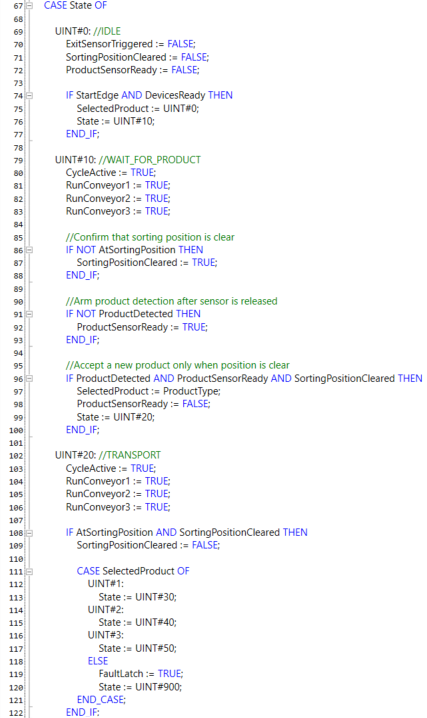 67 CASE State OF
68
69 UINT#0: //IDLE
70 ExitSensorTriggered := FALSE;
71 SortingPositionCleared := FALSE;
72 ProductSensorReady := FALSE;
73
74 IF StartEdge AND DevicesReady THEN
75 SelectedProduct := UINT#0;
76 State := UINT#10;
77 END_IF;
78
79 UINT#10: //WAIT_FOR_PRODUCT
80 CycleActive := TRUE;
81 RunConveyor1 := TRUE;
82 RunConveyor2 := TRUE;
83 RunConveyor3 := TRUE;
84
85 //Confirm that sorting position is clear
86 IF NOT AtSortingPosition THEN
87 SortingPositionCleared := TRUE;
88 END_IF;
89
90 //Arm product detection after sensor is released
91 IF NOT ProductDetected THEN
92 ProductSensorReady := TRUE;
93 END_IF;
94
95 //Accept a new product only when position is clear
96 IF ProductDetected AND ProductSensorReady AND SortingPositionCleared THEN
97 SelectedProduct := ProductType;
98 ProductSensorReady := FALSE;
99 State := UINT#20;
100 END_IF;
101
102 UINT#20: //TRANSPORT
103 CycleActive := TRUE;
104 RunConveyor1 := TRUE;
105 RunConveyor2 := TRUE;
106 RunConveyor3 := TRUE;
107
108 IF AtSortingPosition AND SortingPositionCleared THEN
109 SortingPositionCleared := FALSE;
110
111 CASE SelectedProduct OF
112 UINT#1:
113 State := UINT#30;
114 UINT#2:
115 State := UINT#40;
116 UINT#3:
117 State := UINT#50;
118 ELSE
119 FaultLatch := TRUE;
120 State := UINT#900;
121 END_CASE;
122 END_IF;